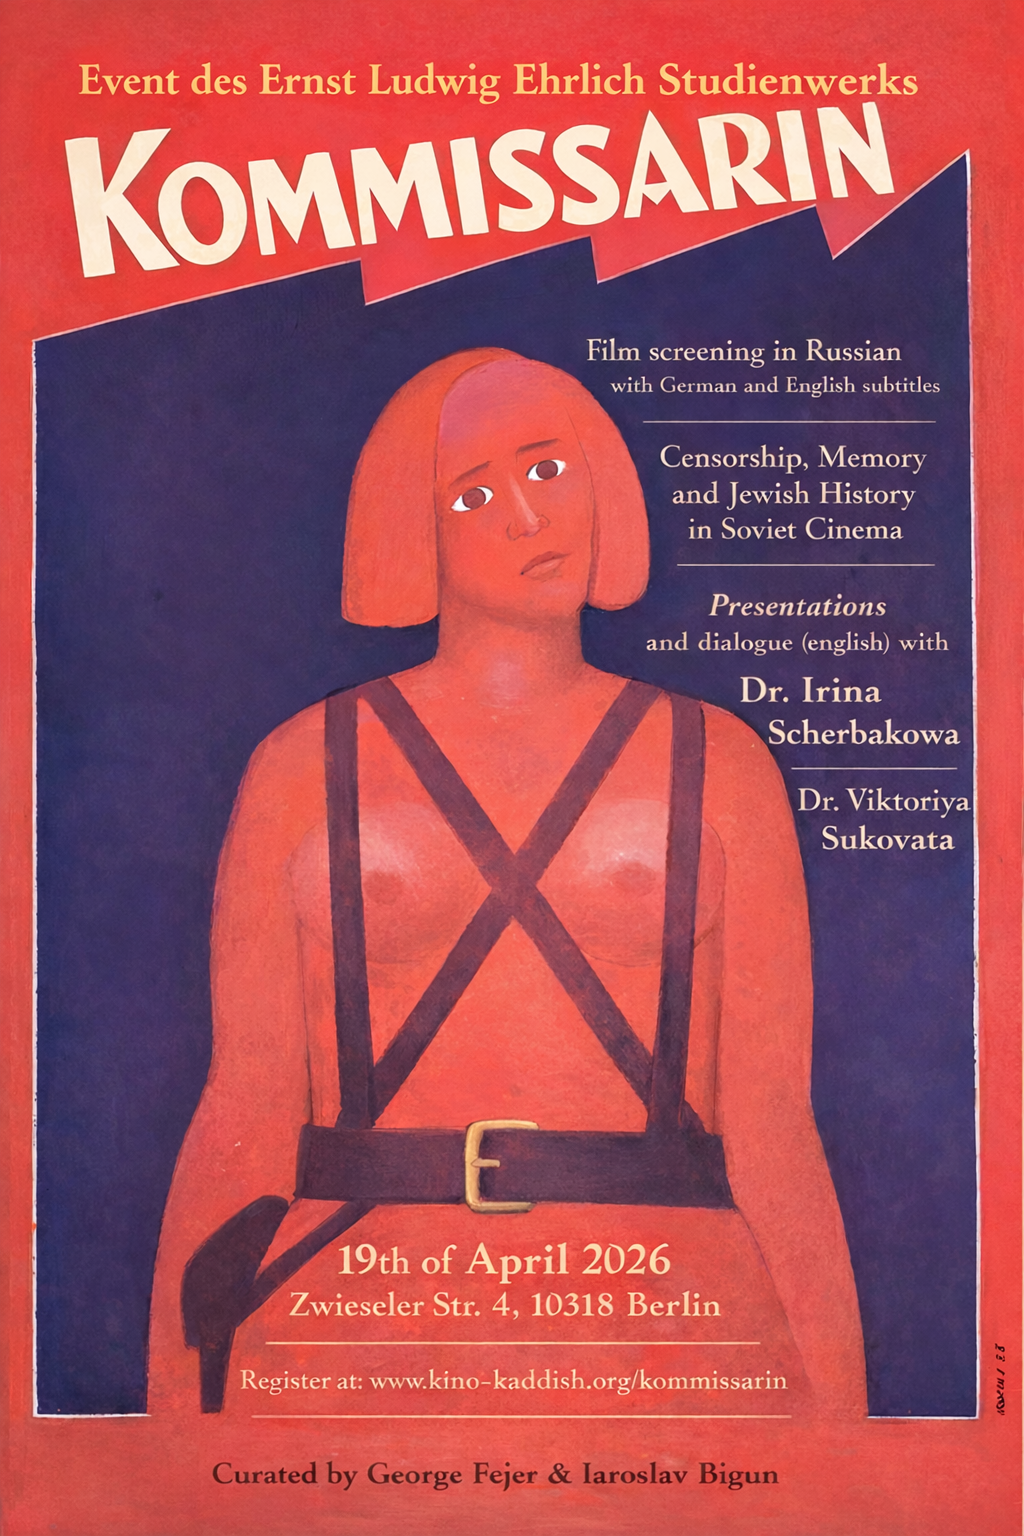 Event des Ernst Ludwig Ehrlich Studienwerks
KOMMISSARIN
Film screening in Russian
with German and English subtitles
Censorship, Memory
and Jewish History
in Soviet Cinema
Presentations
and dialogue (english) with
Dr. Irina
Scherbakowa
Dr. Viktoriya
Sukovata
19th of April 2026
Zwieseler Str. 4, 10318 Berlin
Register at: www.kino-kaddish.org/kommissarin
Curated by George Fejer & Iaroslav Bigun